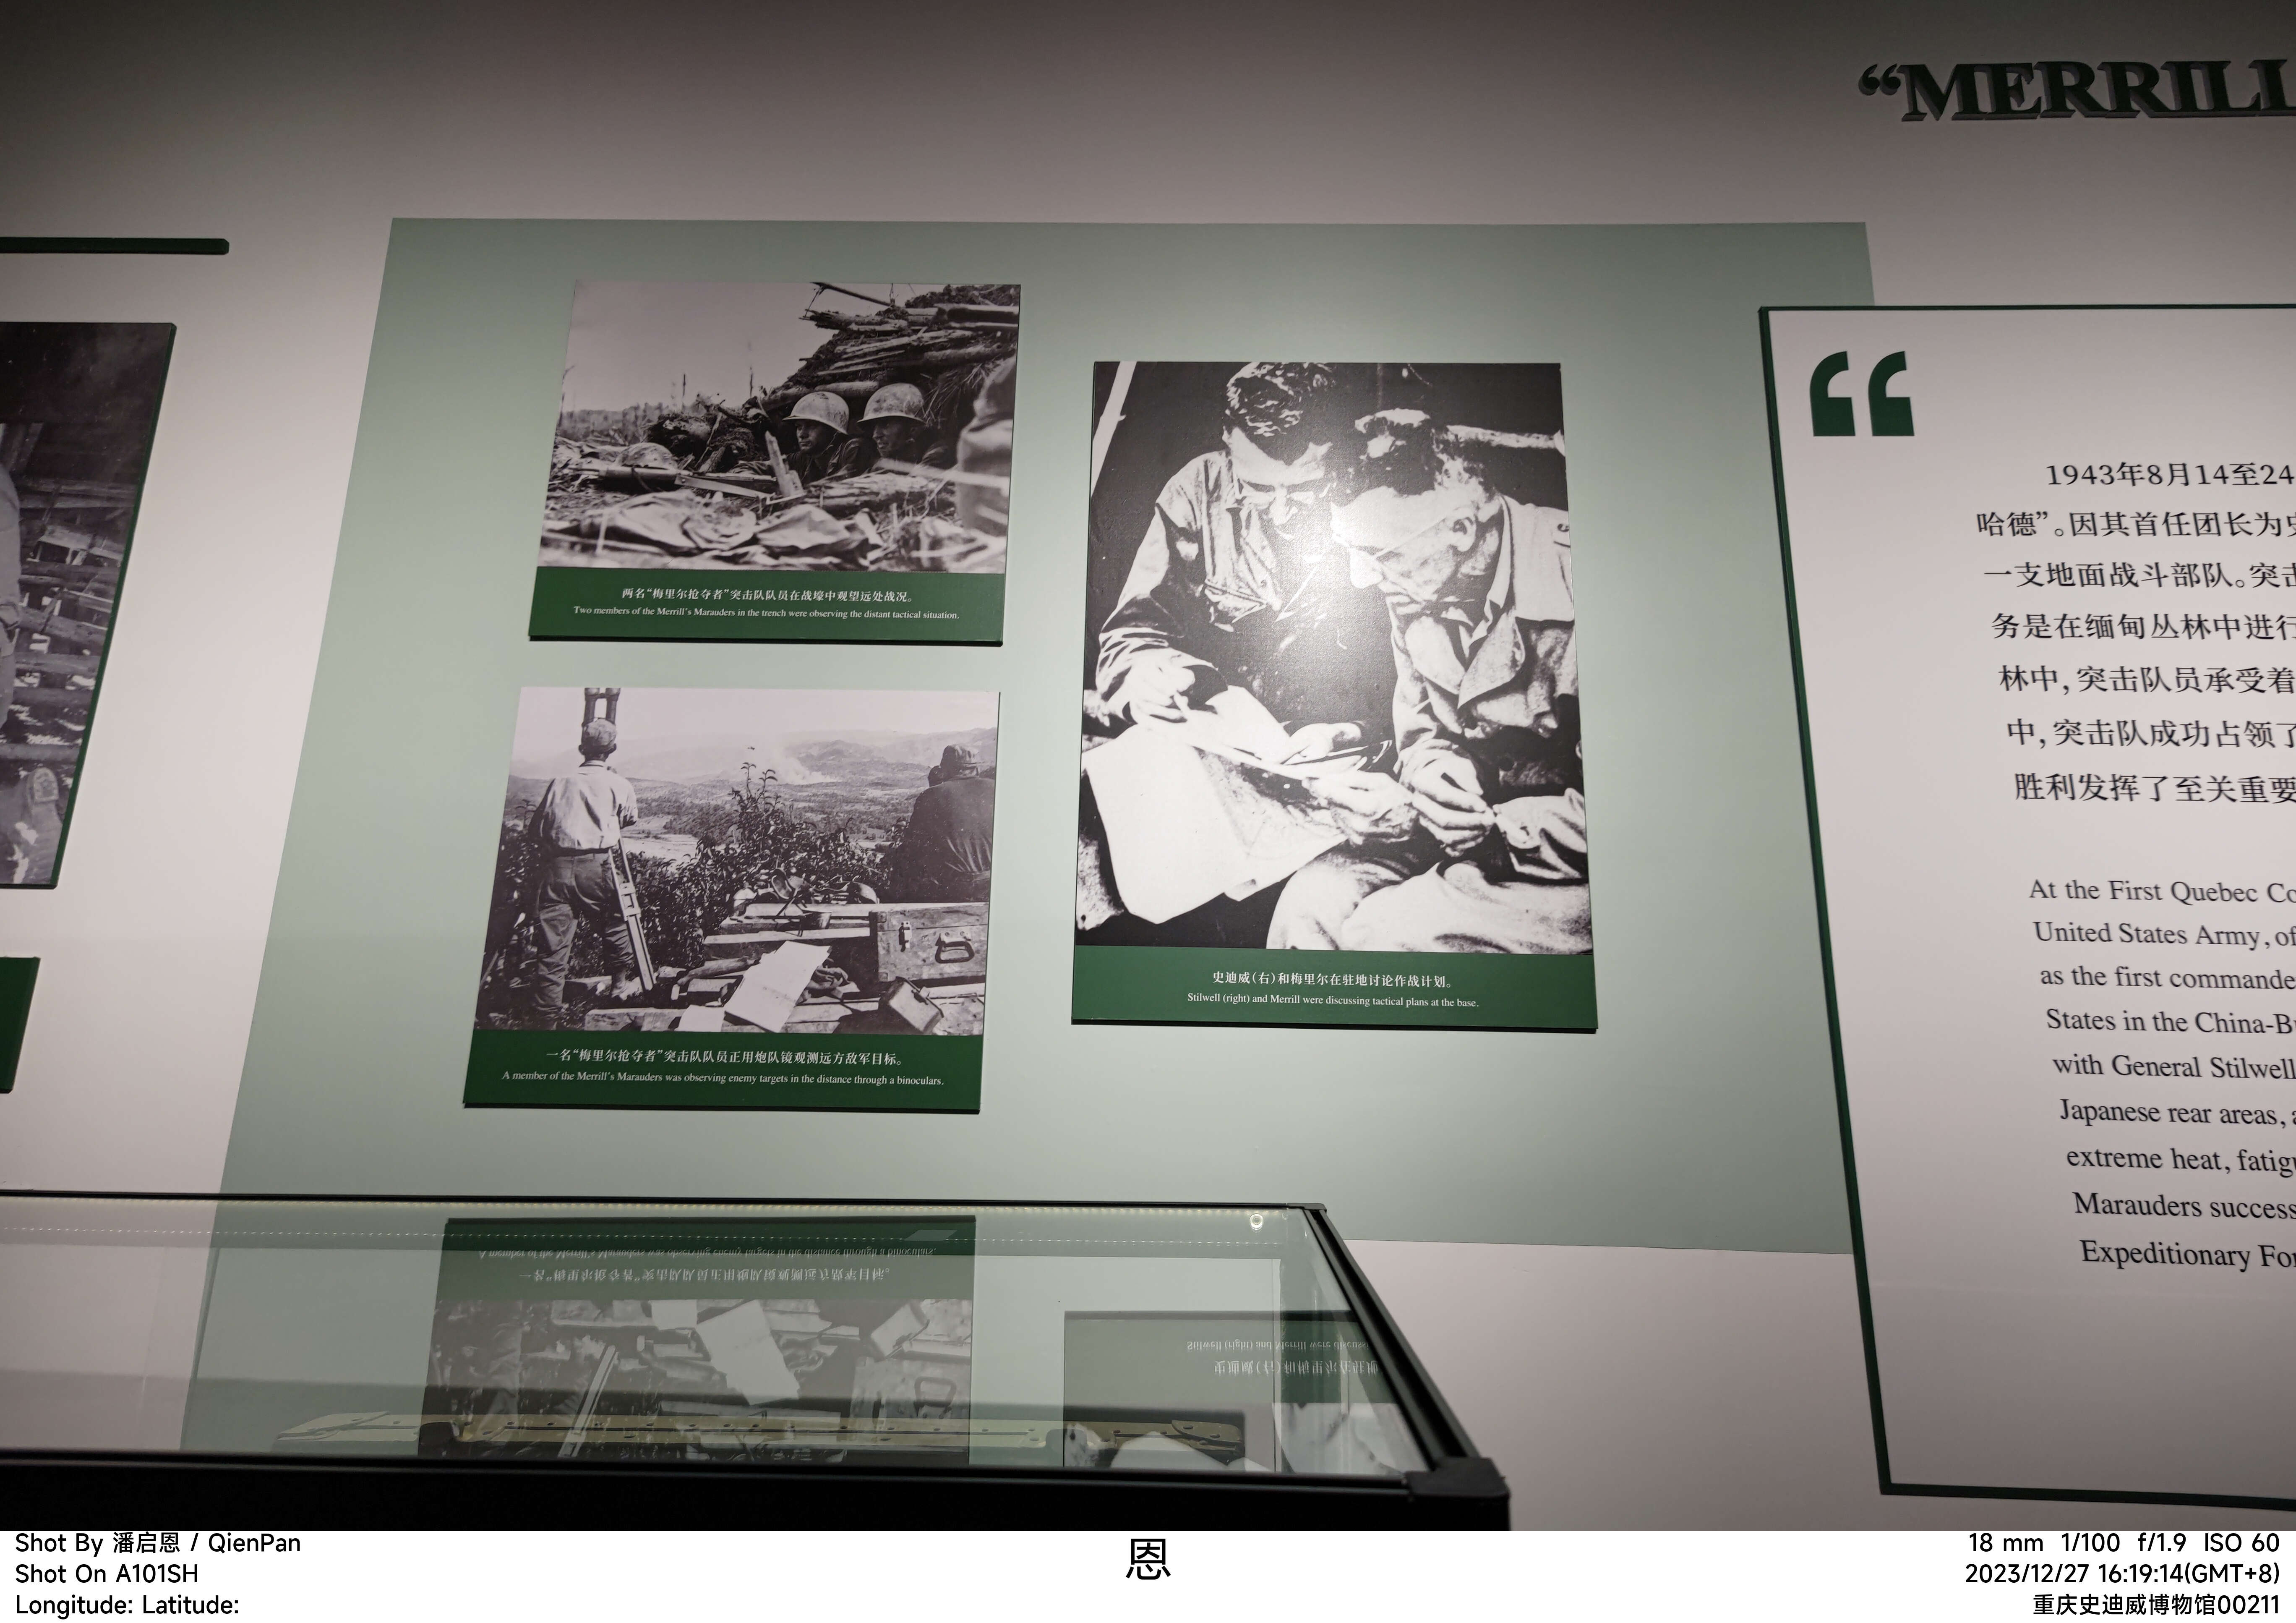 “MERRILL
两名“梅里尔抢夺者”突击队队员在战壕中观望远处战况。
Two members of the Merrill's Marauders in the trench were observing the distant tactical situation.
一名“梅里尔抢夺者”突击队队员正用炮队镜观测远方敌军目标。
A member of the Merrill's Marauders was observing enemy targets in the distance through a binoculars.
史迪威(右)和梅里尔在驻地讨论作战计划。
Stilwell (right) and Merrill were discussing tactical plans at the base.
“
1943年8月14至24
哈德”。因其首任团长为史
一支地面战斗部队。突击
务是在缅甸丛林中进行
林中,突击队员承受着
中,突击队成功占领了
胜利发挥了至关重要
At the First Quebec Co
United States Army, of
as the first commande
States in the China-B
with General Stilwell
Japanese rear areas, a
extreme heat, fatig
Marauders success
Expeditionary For
Shot By 潘启恩 / QienPan
Shot On A101SH
Longitude: Latitude:
恩
18 mm 1/100 f/1.9 ISO 60
2023/12/27 16:19:14(GMT+8)
重庆史迪威博物馆00211